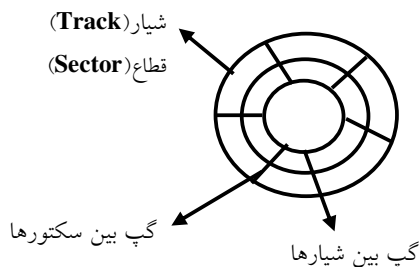 شیار(Track)
قطاع(Sector)
گپ بین سکتورها
گپ بین شیارها